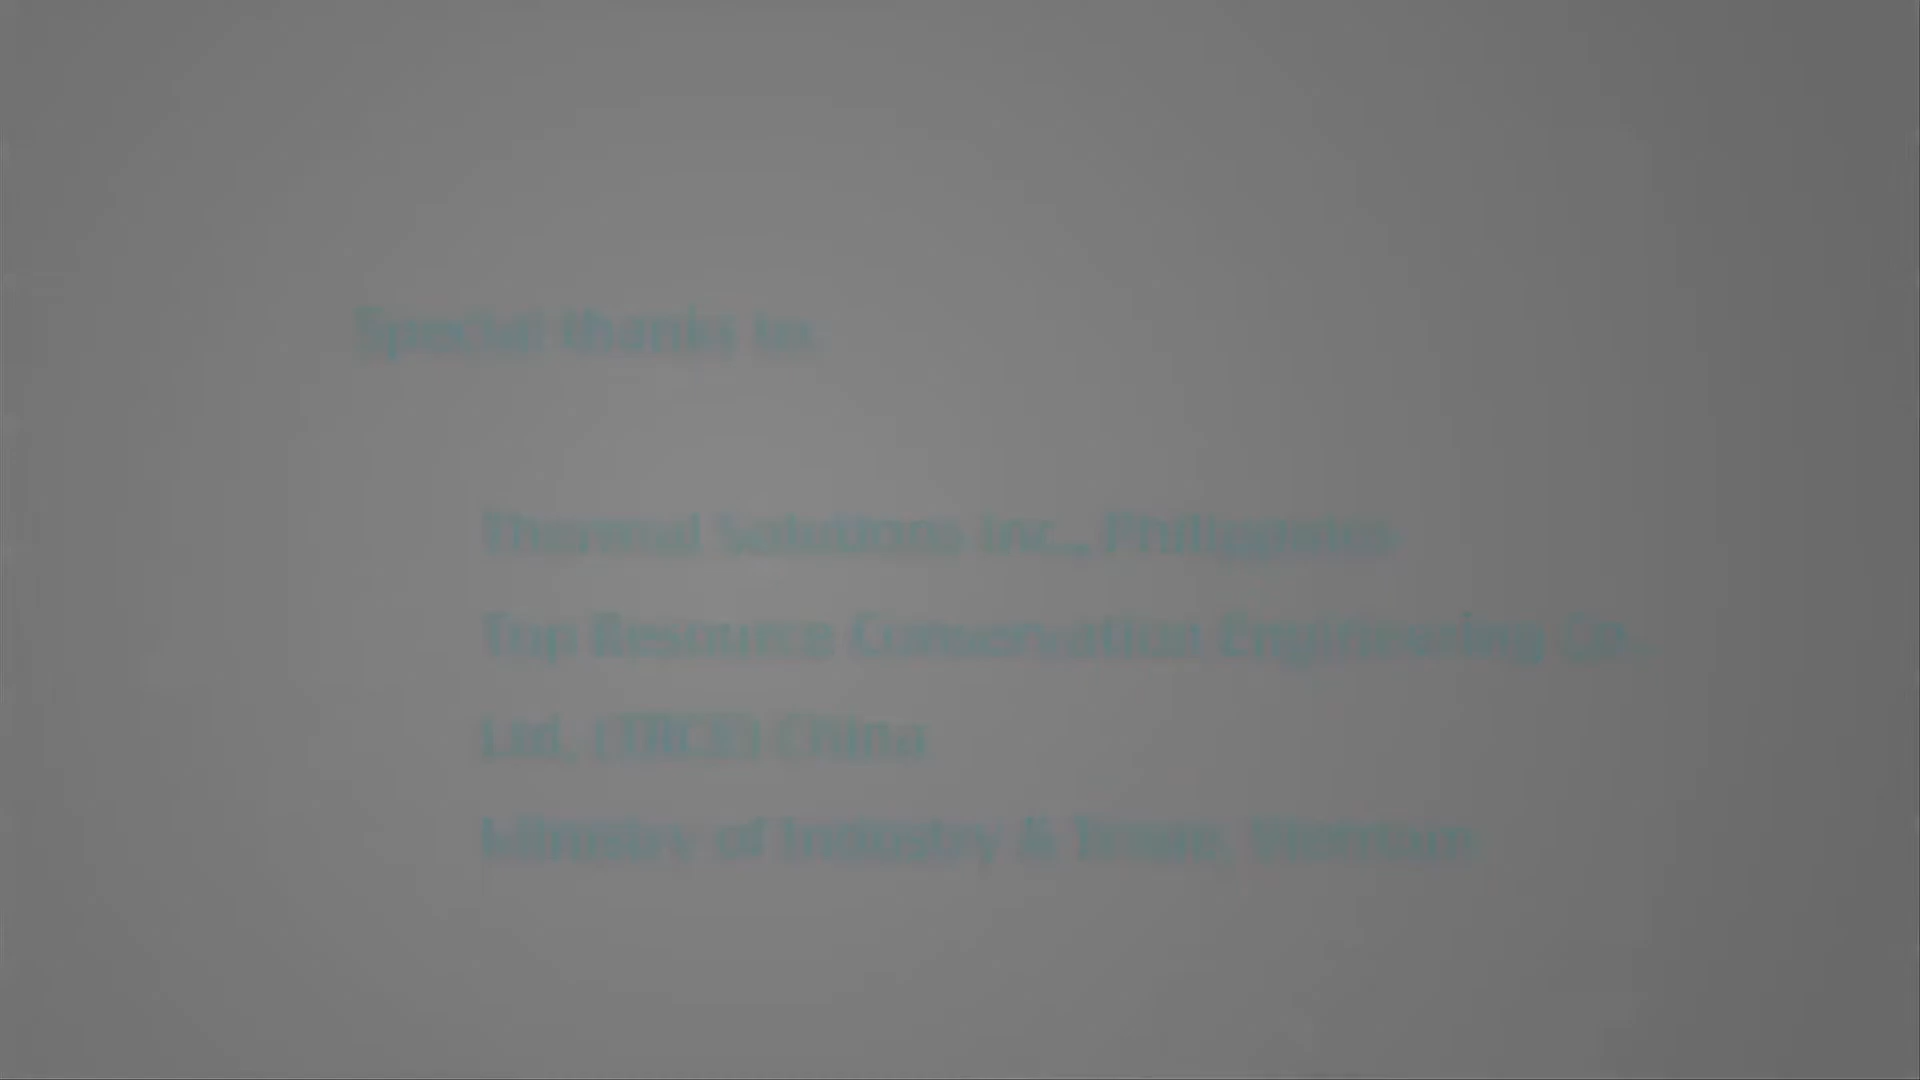 Special thanks to:
Thermal Solutions Inc., Philippines
Top Resource Conservation Engineering Co.
Ltd, (TRCE) China
Ministry of Industry & Trade, Vietnam